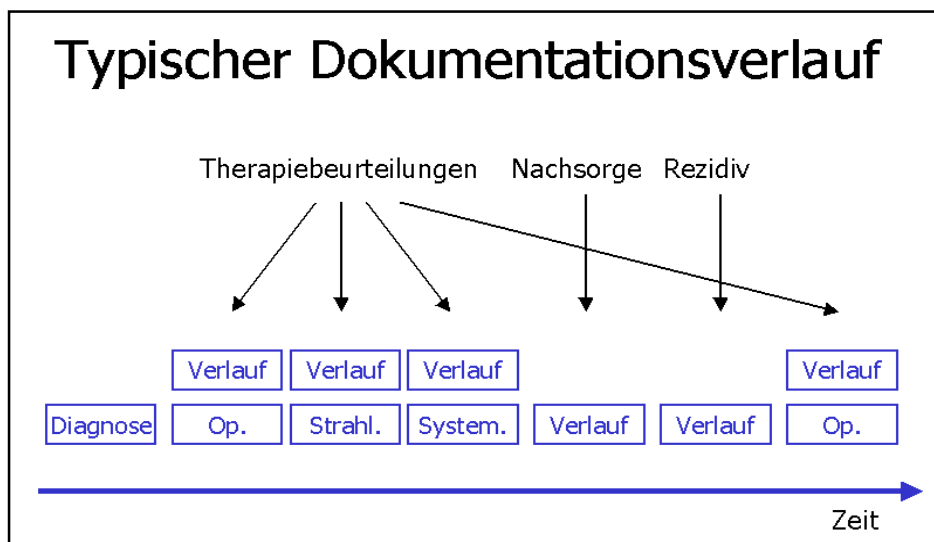 Typischer Dokumentationsverlauf
Therapiebeurteilungen Nachsorge Rezidiv
Verlauf Verlauf Verlauf Verlauf
Diagnose Op. Strahl. System. Verlauf Verlauf Op.
Zeit